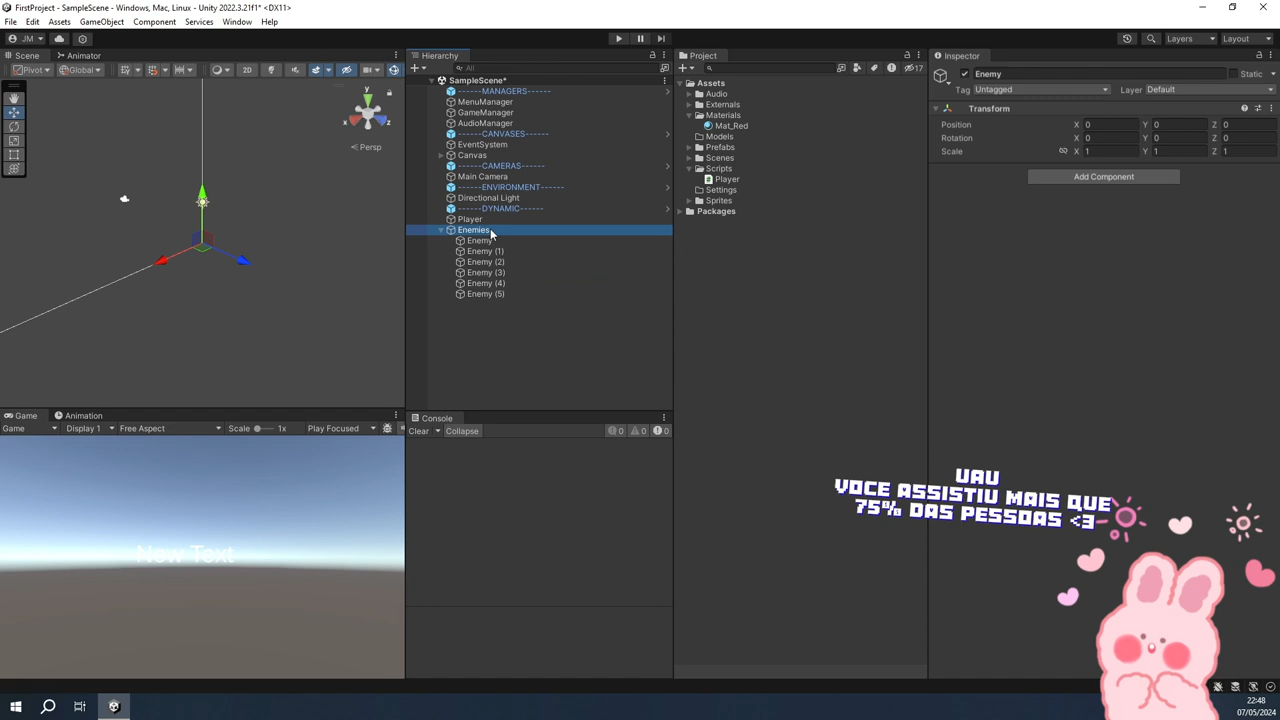 FirstProject - SampleScene - Windows, Mac, Linux - Unity 2022.3.21f1* <DX11>
File Edit Assets GameObject Component Services Window Help
JM Layers Layout
Scene Animator
Pivot Global 2D
y
x z
Persp
Hierarchy
All
SampleScene*
------MANAGERS------
MenuManager
GameManager
AudioManager
------CANVASES------
EventSystem
Canvas
------CAMERAS------
Main Camera
------ENVIRONMENT------
Directional Light
------DYNAMIC------
Player
Enemies
Enemy
Enemy (1)
Enemy (2)
Enemy (3)
Enemy (4)
Enemy (5)
Project
17
Assets
Audio
Externals
Materials
Mat_Red
Models
Prefabs
Scenes
Scripts
Player
Settings
Sprites
Packages
Inspector
Enemy Static
Tag Untagged Layer Default
Transform
Position X 0 Y 0 Z 0
Rotation X 0 Y 0 Z 0
Scale X 1 Y 1 Z 1
Add Component
Game Animation
Game Display 1 Free Aspect Scale 1x Play Focused
New Text
Console
Clear Collapse 0 0 0
UAU
VOCE ASSISTIU MAIS QUE
75% DAS PESSOAS <3
22:48
07/05/2024